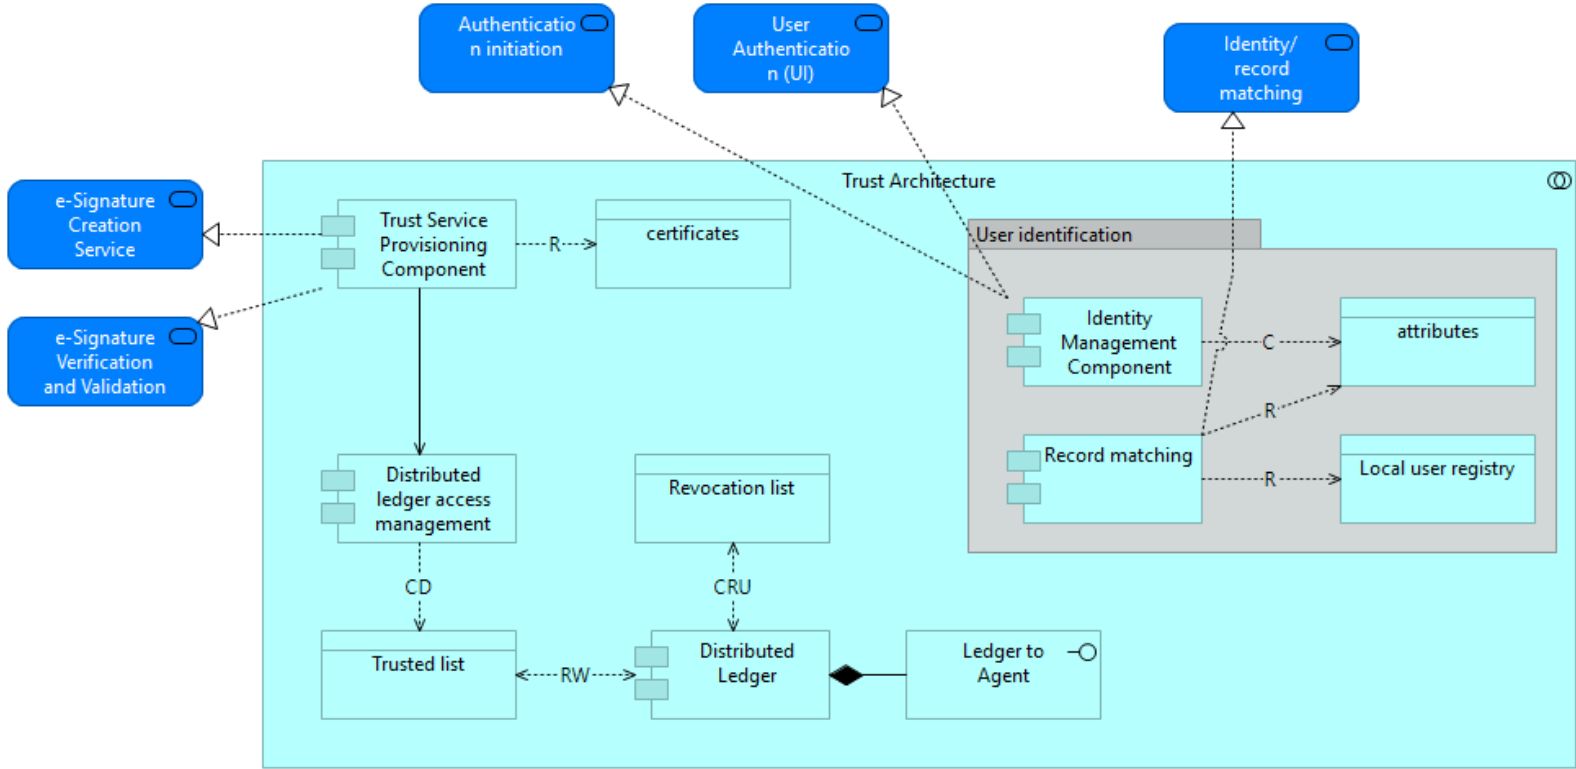 Authenticatio
n initiation
User
Authenticatio
n (UI)
Identity/
record
matching
Trust Architecture
e-Signature
Creation
Service
Trust Service
Provisioning
Component
R
certificates
User identification
e-Signature
Verification
and Validation
Identity
Management
Component
C
attributes
R
Record matching
R
Local user registry
Distributed
ledger access
management
Revocation list
CD
CRU
Trusted list
RW
Distributed
Ledger
Ledger to
Agent